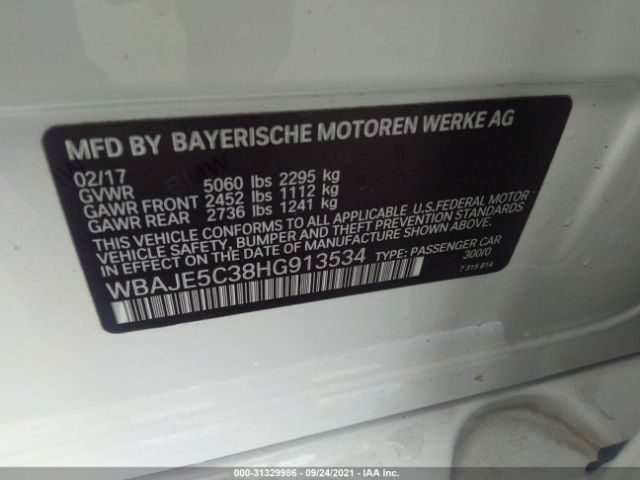 MFD BY BAYERISCHE MOTOREN WERKE AG
02/17
GVWR 5060 lbs 2295 kg
GAWR FRONT 2452 lbs 1112 kg
GAWR REAR 2736 lbs 1241 kg
THIS VEHICLE CONFORMS TO ALL APPLICABLE U.S.FEDERAL MOTOR
VEHICLE SAFETY, BUMPER AND THEFT PREVENTION STANDARDS
IN EFFECT ON THE DATE OF MANUFACTURE SHOWN ABOVE.
WBAJE5C38HG913534 TYPE: PASSENGER CAR
300/0
7 315 814
000-31329986 - 09/24/2021 - IAA Inc.